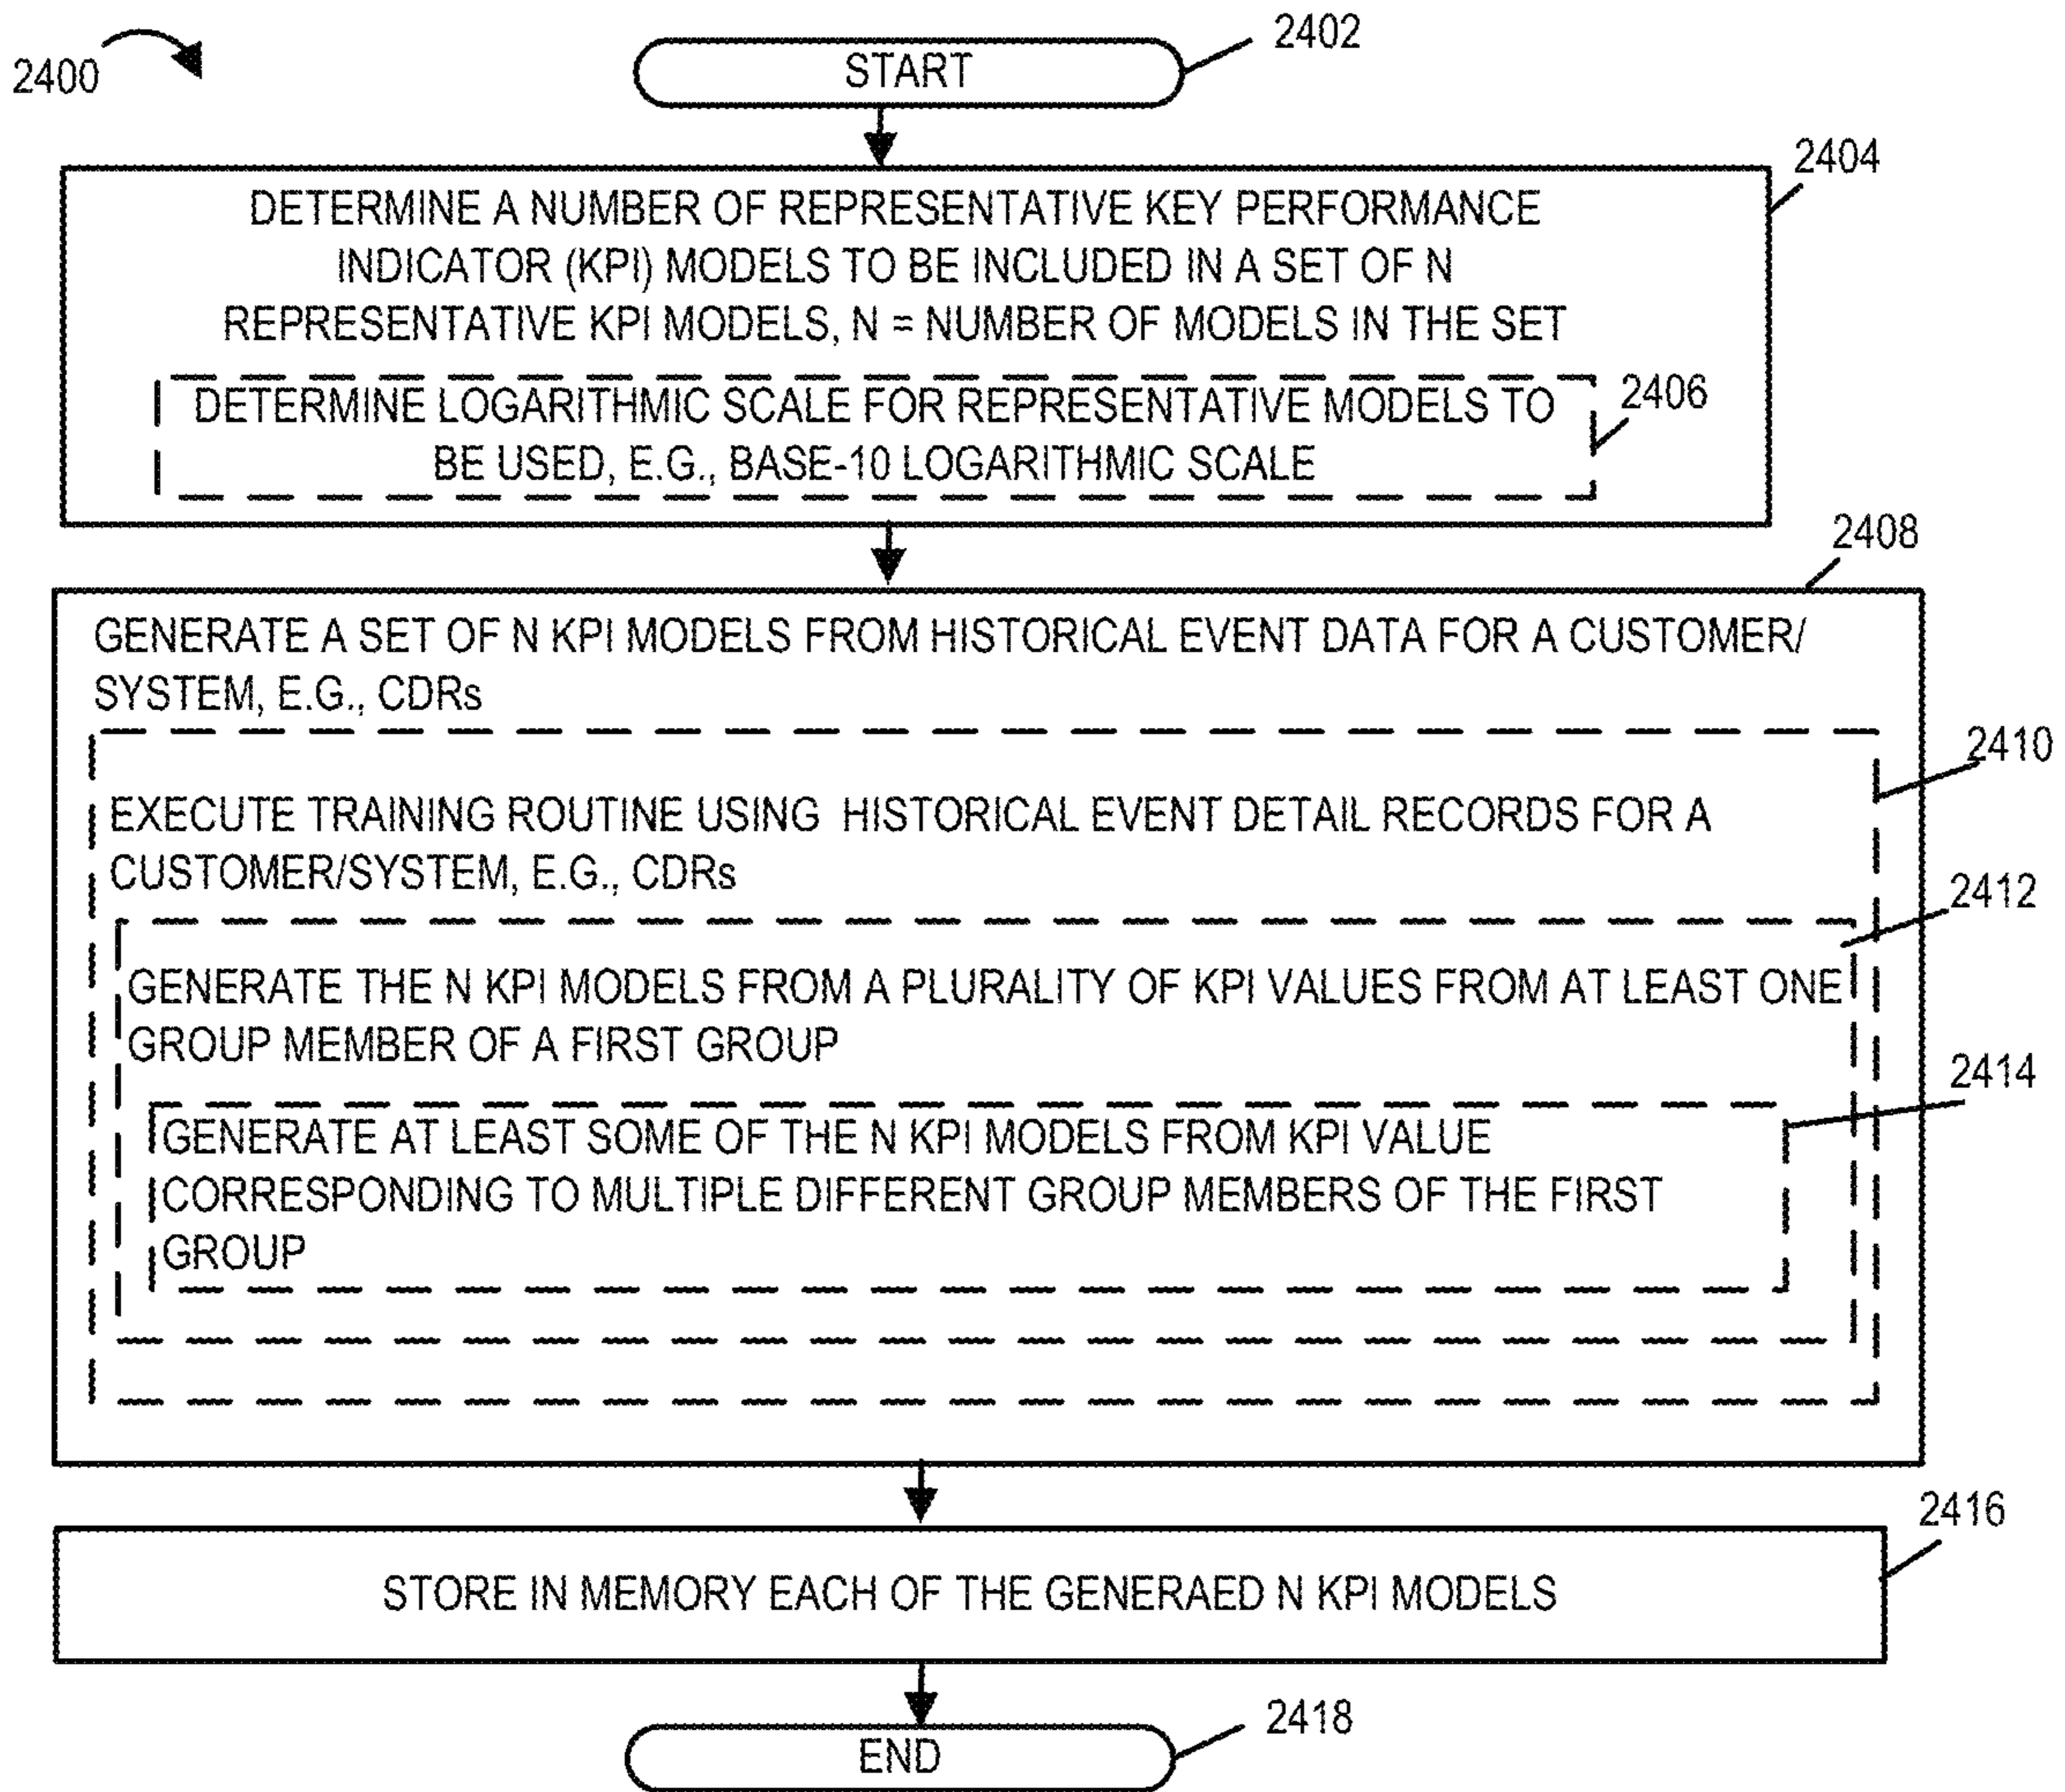 2400
START
2402
2404
DETERMINE A NUMBER OF REPRESENTATIVE KEY PERFORMANCE
INDICATOR (KPI) MODELS TO BE INCLUDED IN A SET OF N
REPRESENTATIVE KPI MODELS, N = NUMBER OF MODELS IN THE SET
DETERMINE LOGARITHMIC SCALE FOR REPRESENTATIVE MODELS TO
BE USED, E.G., BASE-10 LOGARITHMIC SCALE
2406
2408
GENERATE A SET OF N KPI MODELS FROM HISTORICAL EVENT DATA FOR A CUSTOMER/
SYSTEM, E.G., CDRs
2410
EXECUTE TRAINING ROUTINE USING HISTORICAL EVENT DETAIL RECORDS FOR A
CUSTOMER/SYSTEM, E.G., CDRs
2412
GENERATE THE N KPI MODELS FROM A PLURALITY OF KPI VALUES FROM AT LEAST ONE
GROUP MEMBER OF A FIRST GROUP
2414
GENERATE AT LEAST SOME OF THE N KPI MODELS FROM KPI VALUE
CORRESPONDING TO MULTIPLE DIFFERENT GROUP MEMBERS OF THE FIRST
GROUP
2416
STORE IN MEMORY EACH OF THE GENERAED N KPI MODELS
2418
END